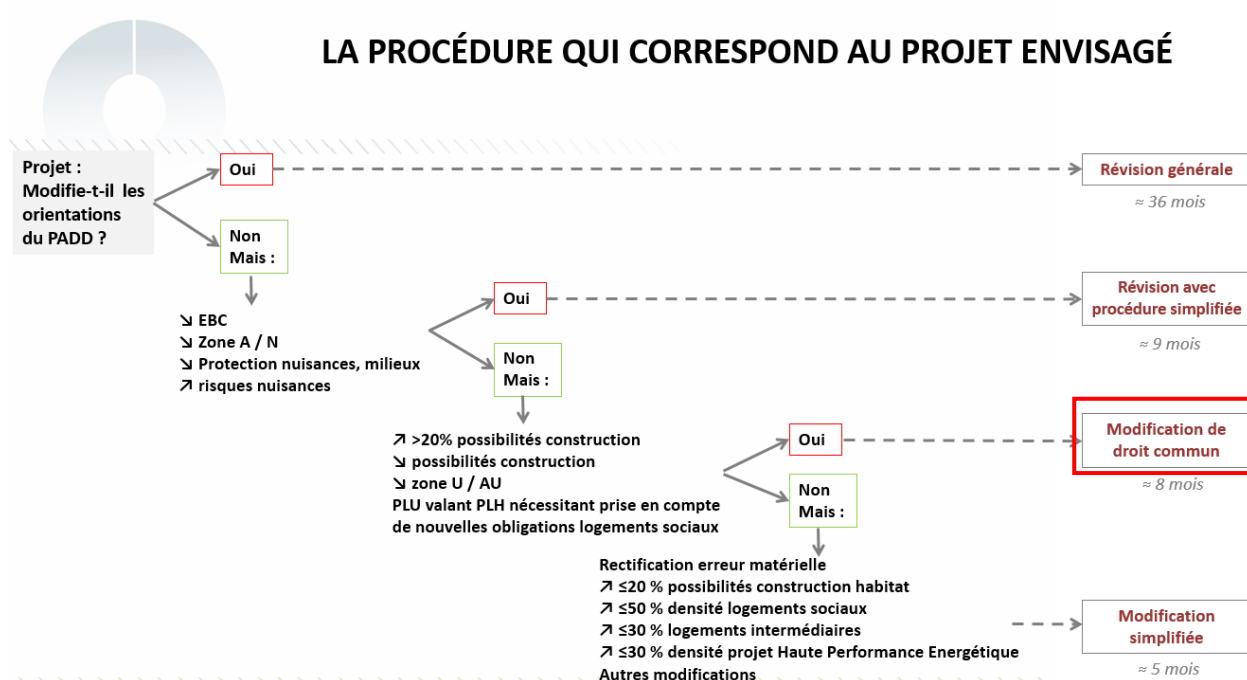 LA PROCÉDURE QUI CORRESPOND AU PROJET ENVISAGÉ
Projet :
Modifie-t-il les
orientations
du PADD ?
Oui
Révision générale
≈ 36 mois
Non
Mais :
↘ EBC
↘ Zone A / N
↘ Protection nuisances, milieux
↗ risques nuisances
Oui
Révision avec
procédure simplifiée
≈ 9 mois
Non
Mais :
↗ >20% possibilités construction
↘ possibilités construction
↘ zone U / AU
PLU valant PLH nécessitant prise en compte
de nouvelles obligations logements sociaux
Oui
Modification de
droit commun
≈ 8 mois
Non
Mais :
Rectification erreur matérielle
↗ ≤20 % possibilités construction habitat
↗ ≤50 % densité logements sociaux
↗ ≤30 % logements intermédiaires
↗ ≤30 % densité projet Haute Performance Energétique
Autres modifications
Modification
simplifiée
≈ 5 mois